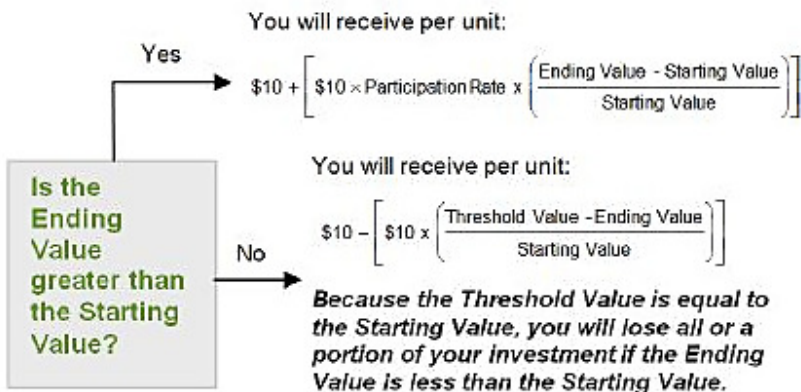 You will receive per unit:
Yes
$10 + [ $10 × Participation Rate x ( Ending Value - Starting Value / Starting Value ) ]
You will receive per unit:
Is the
Ending
Value
greater than
the Starting
Value?
$10 − [ $10 x ( Threshold Value - Ending Value / Starting Value ) ]
No
Because the Threshold Value is equal to
the Starting Value, you will lose all or a
portion of your investment if the Ending
Value is less than the Starting Value.